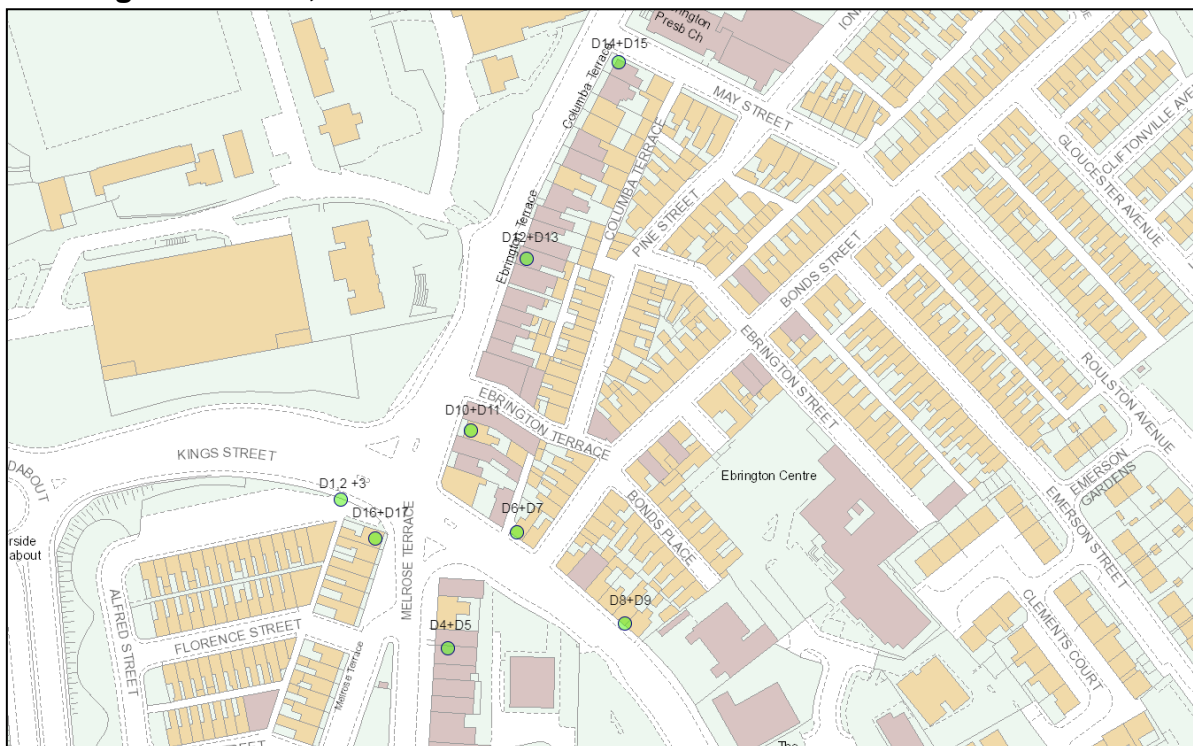 Presb Ch
D14+D15
Columba Terrace
MAY STREET
COLUMBA TERRACE
GLOUCESTER AVENUE
CLIFTONVILLE AVE
PINE STREET
D12+D13
Ebrington Terrace
BONDS STREET
EBRINGTON STREET
ROULSTON AVENUE
D10+D11
EBRINGTON TERRACE
KINGS STREET
DABOUT
Ebrington Centre
EMERSON
GARDENS
D1,2 +3
D16+D17
D6+D7
BONDS PLACE
EMERSON STREET
rside
about
MELROSE TERRACE
ALFRED STREET
FLORENCE STREET
D8+D9
CLEMENTS COURT
D4+D5
Melrose Terrace
The